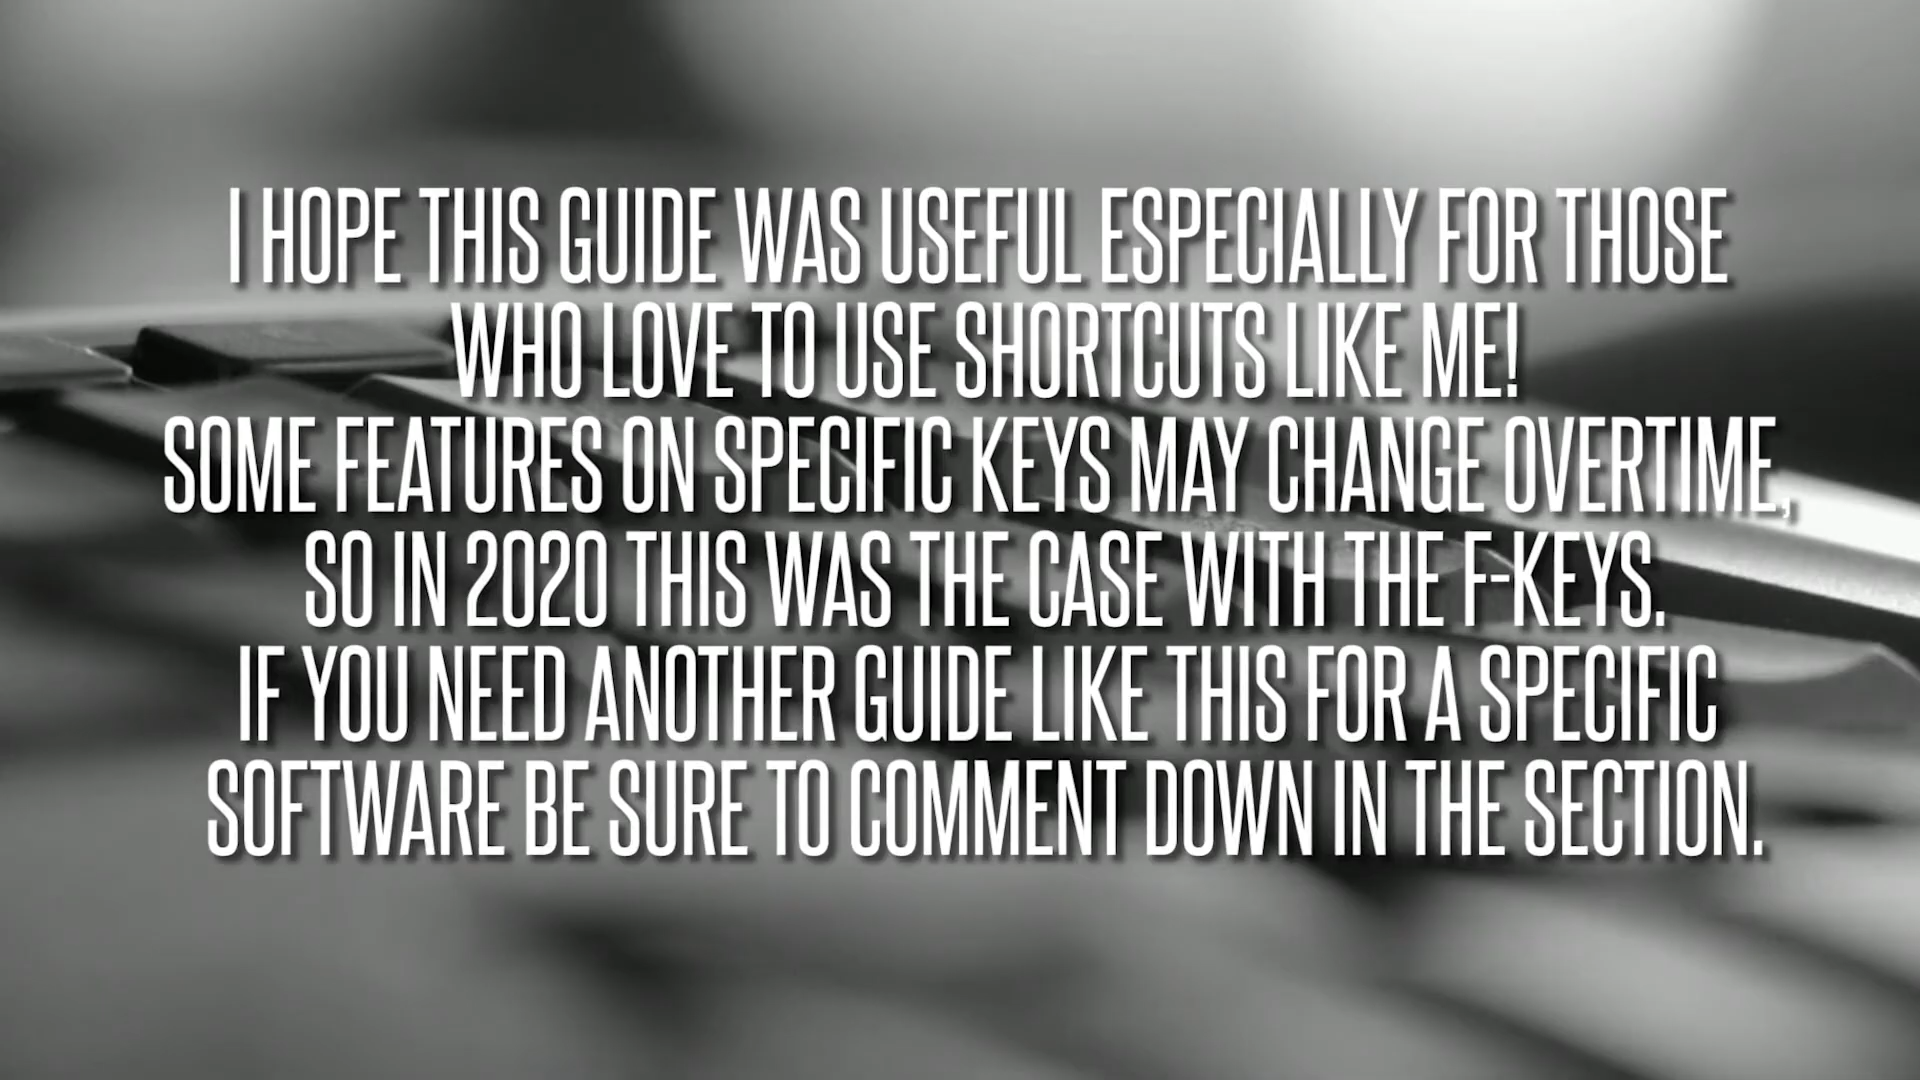 I HOPE THIS GUIDE WAS USEFUL ESPECIALLY FOR THOSE
WHO LOVE TO USE SHORTCUTS LIKE ME!
SOME FEATURES ON SPECIFIC KEYS MAY CHANGE OVERTIME,
SO IN 2020 THIS WAS THE CASE WITH THE F-KEYS.
IF YOU NEED ANOTHER GUIDE LIKE THIS FOR A SPECIFIC
SOFTWARE BE SURE TO COMMENT DOWN IN THE SECTION.